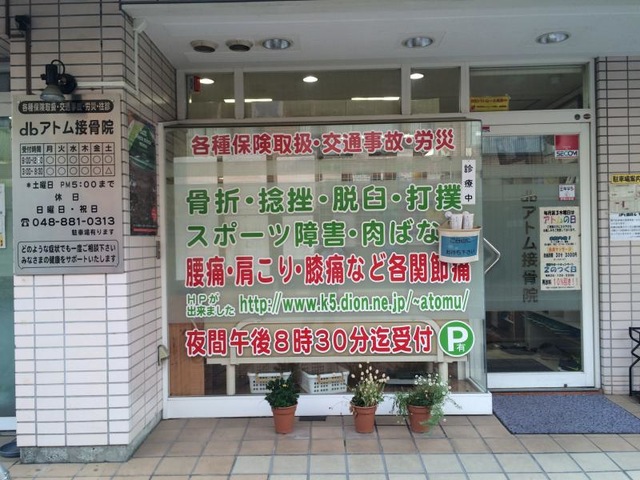 各種保険取扱・交通事故・労災・往診
dbアトム接骨院
受付時間 月 火 水 木 金 土
＊土曜日 PM5:00まで
休 日
日曜日・祝日
048-881-0313
駐車場有ります
どのような症状でも一度ご相談下さい
みなさまの健康をサポートいたします
各種保険取扱・交通事故・労災
骨折・捻挫・脱臼・打撲
スポーツ障害・肉ばな
腰痛・肩こり・膝痛など各関節痛
HPが
出来ました http://www.k5.dion.ne.jp/~atomu/
夜間午後8時30分迄受付 P有
診療中
SECOM
アトム接骨院
アトムの日
2のつく日